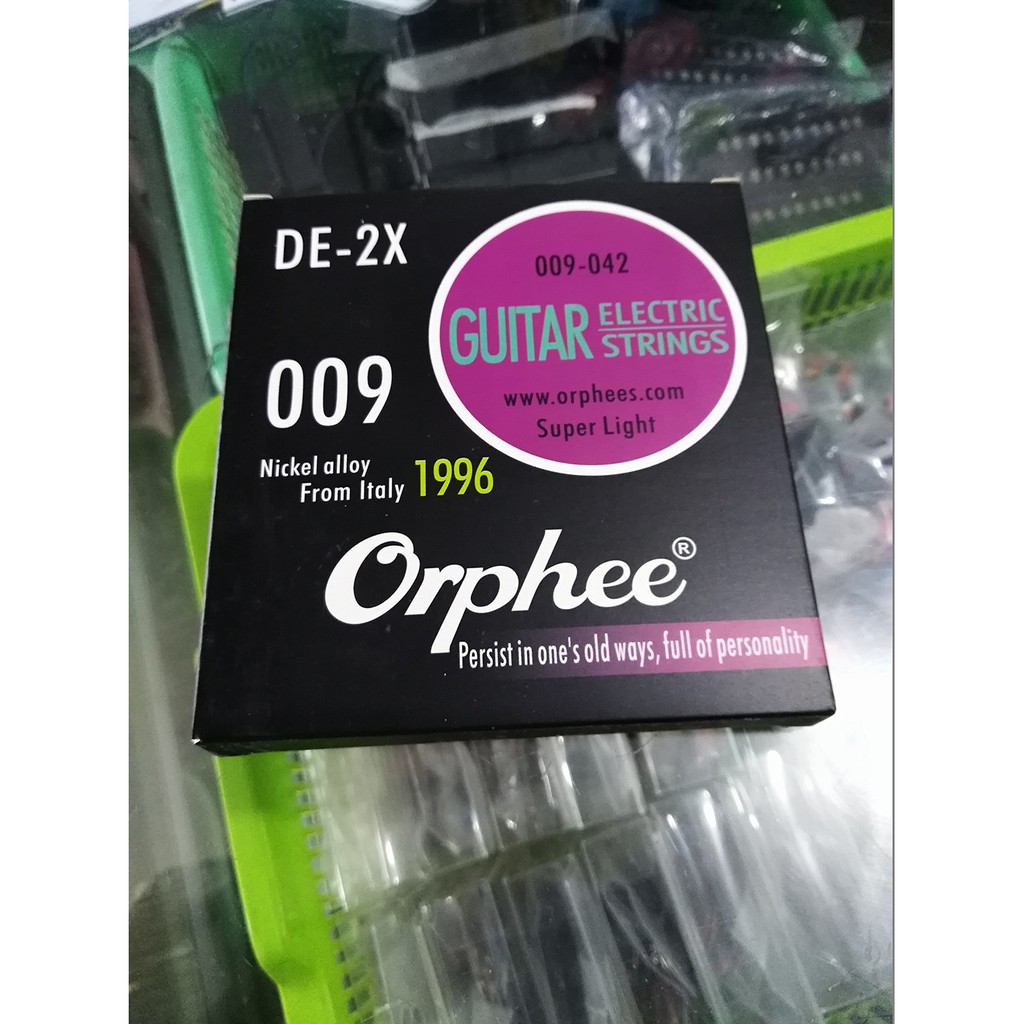 DE-2X
009-042
GUITAR ELECTRIC STRINGS
www.orphees.com
Super Light
009
Nickel alloy
From Italy 1996
Orphee®
Persist in one's old ways, full of personality